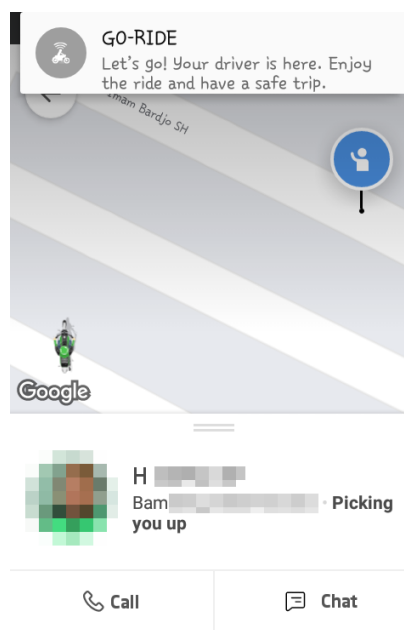 GO-RIDE
Let's go! Your driver is here. Enjoy
the ride and have a safe trip.
Imam Bardjo SH
Google
H
Bam · Picking
you up
Call Chat